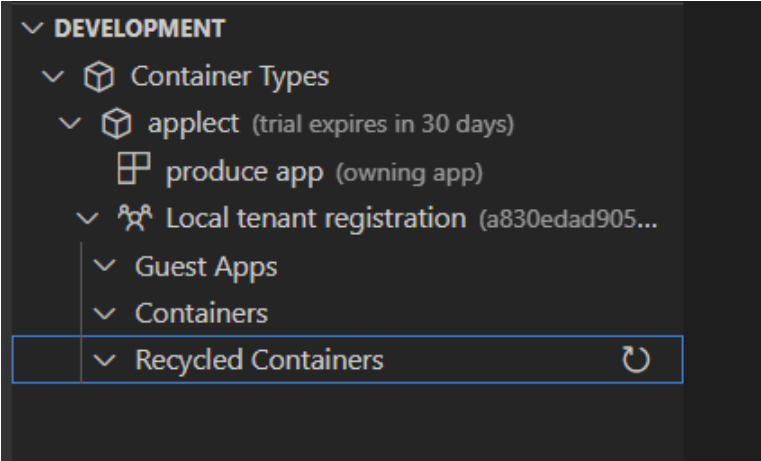 DEVELOPMENT
Container Types
applect (trial expires in 30 days)
produce app (owning app)
Local tenant registration (a830edad905...
Guest Apps
Containers
Recycled Containers